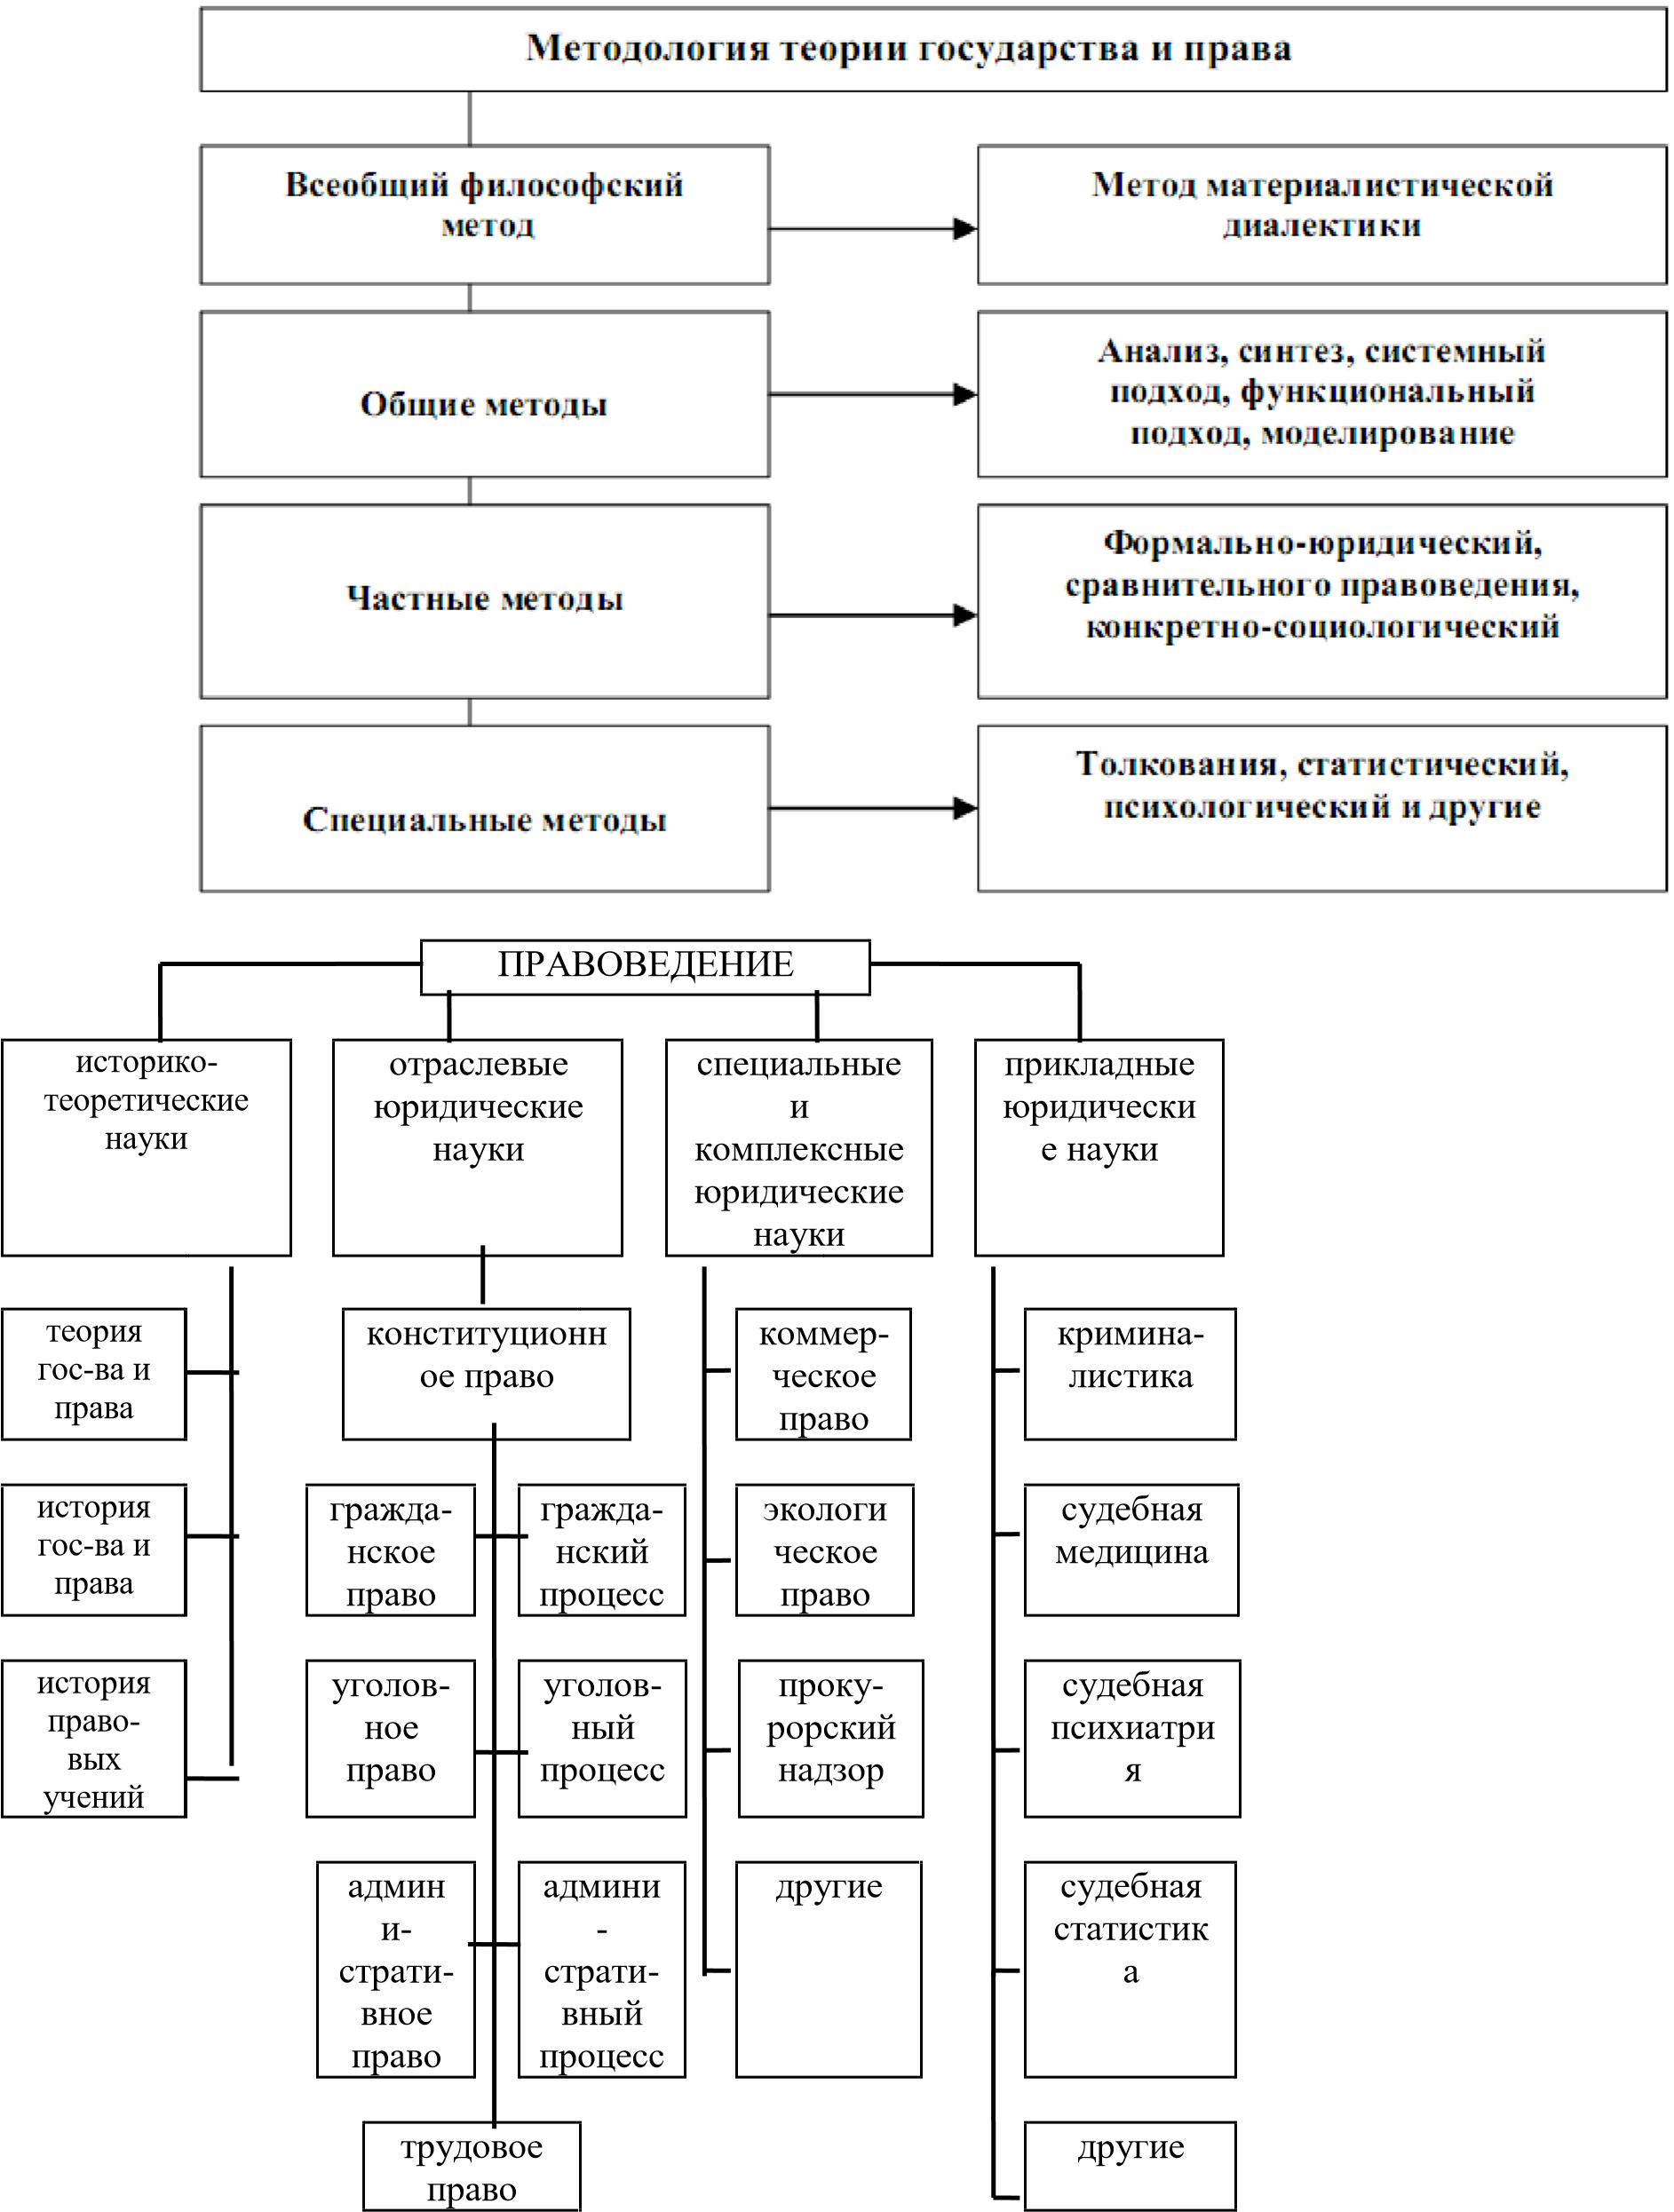 Методология теории государства и права
Всеобщий философский
метод
Метод материалистической
диалектики
Общие методы
Анализ, синтез, системный
подход, функциональный
подход, моделирование
Частные методы
Формально-юридический,
сравнительного правоведения,
конкретно-социологический
Специальные методы
Толкования, статистический,
психологический и другие
ПРАВОВЕДЕНИЕ
историко-
теоретические
науки
отраслевые
юридические
науки
специальные
и
комплексные
юридические
науки
прикладные
юридически
е науки
теория
гос-ва и
права
конституционн
ое право
коммер-
ческое
право
кримина-
листика
история
гос-ва и
права
гражда-
нское
право
гражда-
нский
процесс
экологи
ческое
право
судебная
медицина
история
право-
вых
учений
уголов-
ное
право
уголов-
ный
процесс
проку-
рорский
надзор
судебная
психиатри
я
админ
и-
страти-
вное
право
админи
-
страти-
вный
процесс
другие
судебная
статистик
а
трудовое
право
другие